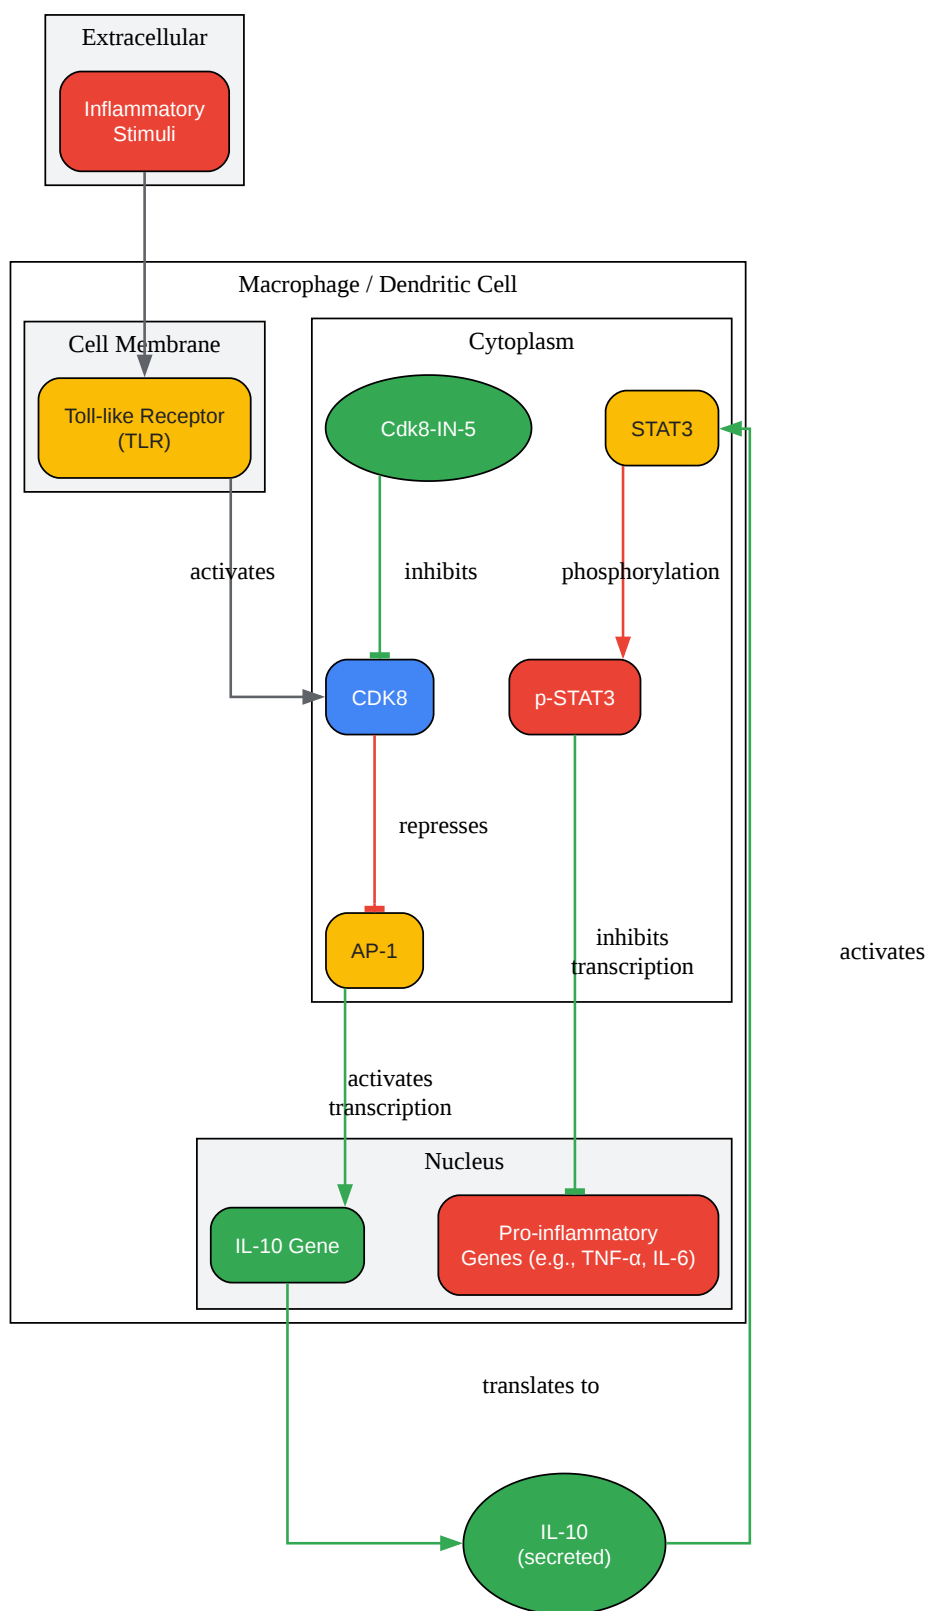 Extracellular
Inflammatory
Stimuli
Macrophage / Dendritic Cell
Cell Membrane
Toll-like Receptor
(TLR)
Cytoplasm
Cdk8-IN-5
STAT3
activates
inhibits
phosphorylation
CDK8
p-STAT3
represses
AP-1
inhibits
transcription
activates
activates
transcription
Nucleus
IL-10 Gene
Pro-inflammatory
Genes (e.g., TNF-α, IL-6)
translates to
IL-10
(secreted)